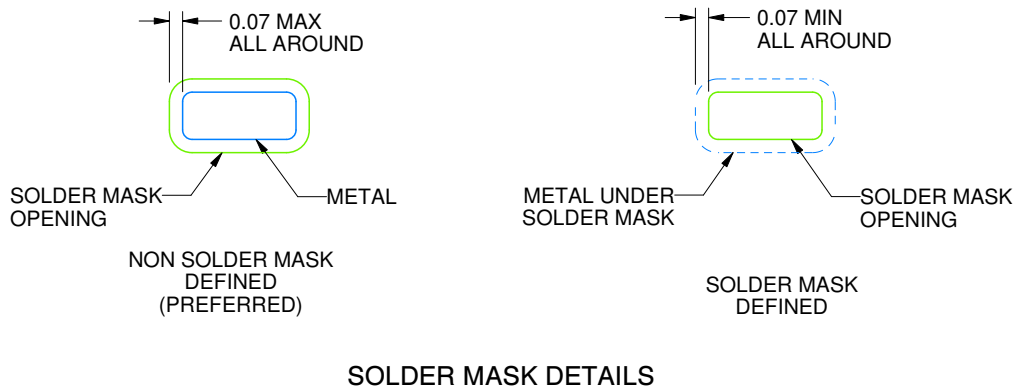 0.07 MAX
ALL AROUND
SOLDER MASK
OPENING
METAL
NON SOLDER MASK
DEFINED
(PREFERRED)
0.07 MIN
ALL AROUND
METAL UNDER
SOLDER MASK
SOLDER MASK
OPENING
SOLDER MASK
DEFINED
SOLDER MASK DETAILS